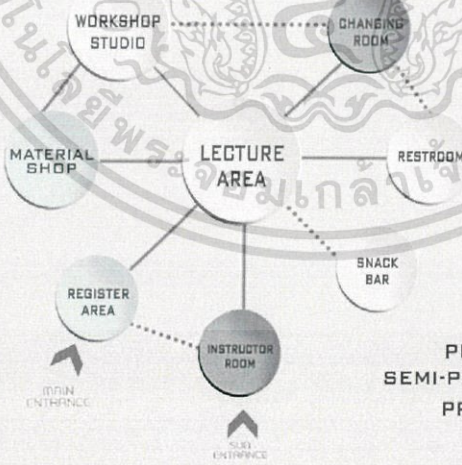 WORKSHOP
STUDIO
CHANGING
ROOM
MATERIAL
SHOP
LECTURE
AREA
RESTROOM
SNACK
BAR
REGISTER
AREA
INSTRUCTOR
ROOM
MAIN
ENTRANCE
SUB
ENTRANCE